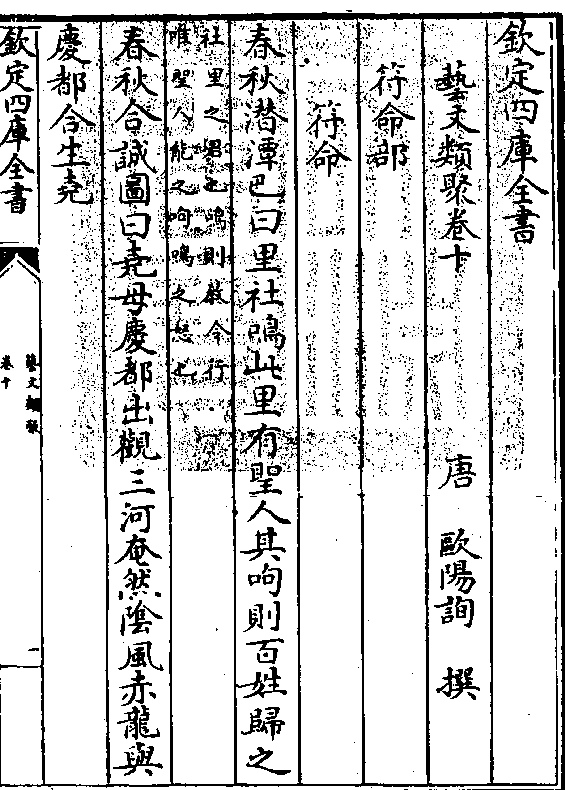 欽定四庫全書
藝文類聚卷十
唐 歐陽詢 撰
符命部
符命
春秋潛潭巴曰里社鳴此里有聖人其呴則百姓歸之
社里之君也鳴則教令行
唯聖人能之呴鳴之怒也
春秋合誠圖曰堯母慶都出觀三河奄然陰風赤龍與
慶都合生堯
欽定四庫全書
藝文類聚
卷十
一